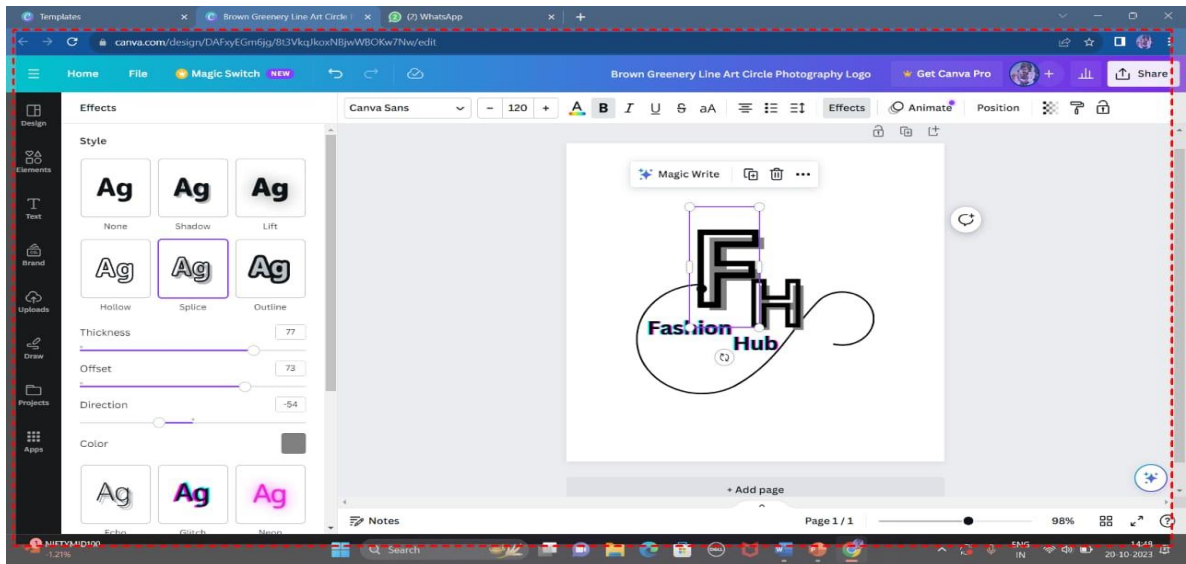 Templates
Brown Greenery Line Art Circle
(2) WhatsApp
canva.com/design/DAFxyEGm6jg/8t3VkqJkoxNBjwWBOKw7Nw/edit
Home File Magic Switch NEW
Brown Greenery Line Art Circle Photography Logo
Get Canva Pro
Share
Design
Elements
Text
Brand
Uploads
Draw
Projects
Apps
Effects
Style
Ag Ag Ag
None Shadow Lift
Ag Ag Ag
Hollow Splice Outline
Thickness 77
Offset 73
Direction -54
Color
Ag Ag Ag
Echo Glitch Neon
Canva Sans - 120 + A B I U S aA Effects Animate Position
Magic Write
F
H
Fashion
Hub
+ Add page
Notes
Page 1 / 1
98%
NIFTYMID100
-1.21%
Search
ENG
IN
14:48
20-10-2023